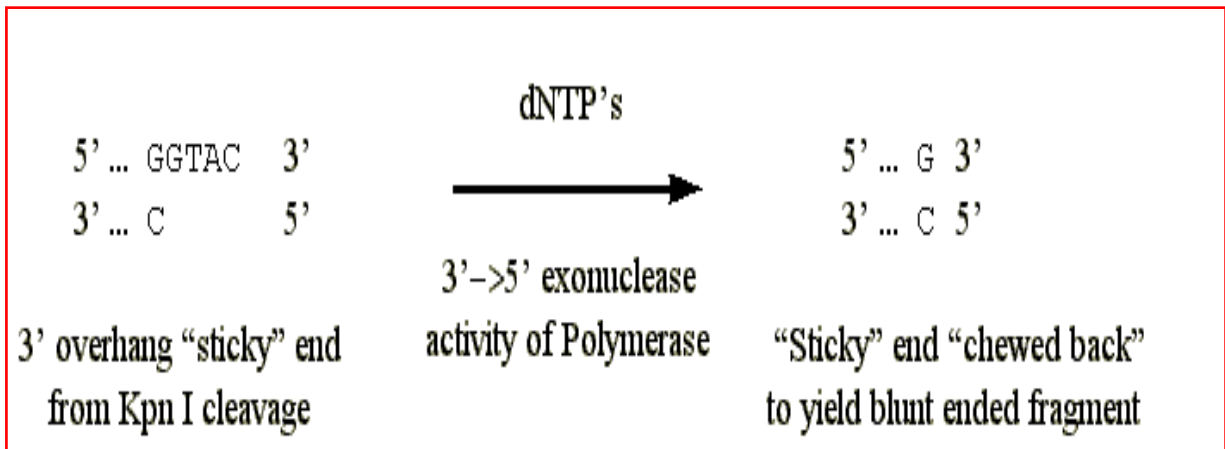 dNTP’s
5’ ... GGTAC 3’
3’ ... C 5’
5’ ... G 3’
3’ ... C 5’
3’–>5’ exonuclease
activity of Polymerase
3’ overhang “sticky” end
from Kpn I cleavage
“Sticky” end “chewed back”
to yield blunt ended fragment